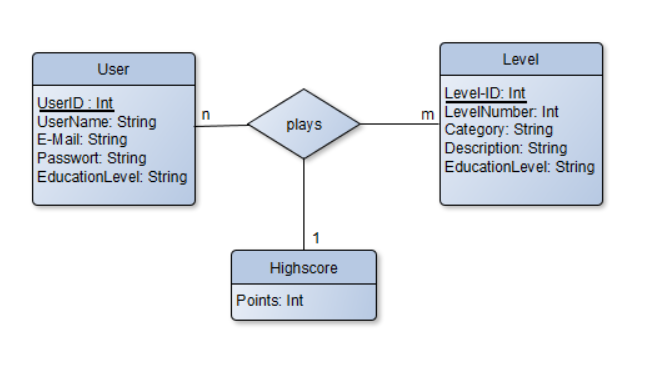 User
UserID : Int
UserName: String
E-Mail: String
Passwort: String
EducationLevel: String
n
plays
m
Level
Level-ID: Int
LevelNumber: Int
Category: String
Description: String
EducationLevel: String
1
Highscore
Points: Int